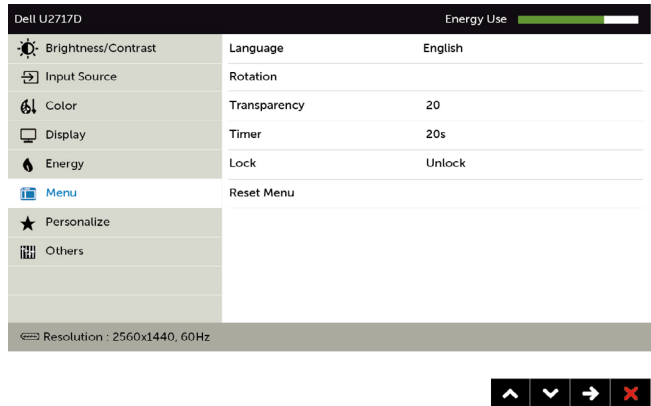 Dell U2717D Energy Use
Brightness/Contrast Language English
Input Source Rotation
Color Transparency 20
Display Timer 20s
Energy Lock Unlock
Menu Reset Menu
Personalize
Others
Resolution : 2560x1440, 60Hz